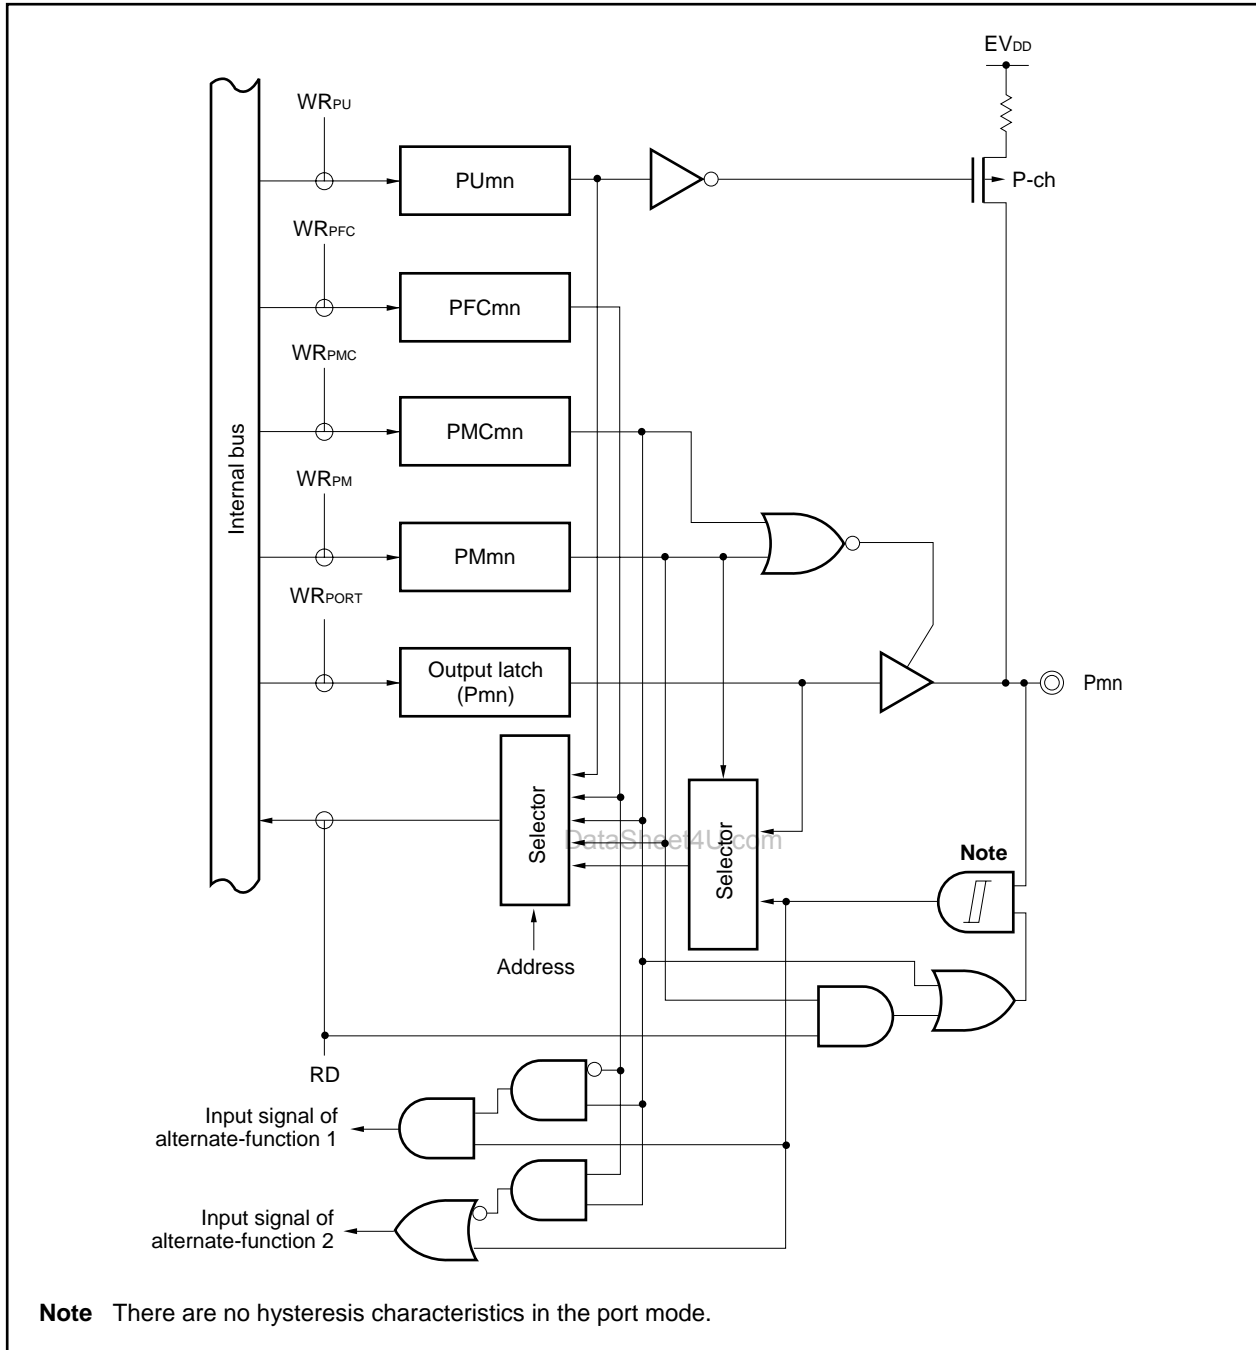 EVDD
WRPU
PUmn
P-ch
WRPFC
PFCmn
WRPMC
PMCmn
Internal bus
WRPM
PMmn
WRPORT
Output latch
(Pmn)
Pmn
Selector
Selector
DataSheet4U.com
Note
Address
RD
Input signal of
alternate-function 1
Input signal of
alternate-function 2
Note There are no hysteresis characteristics in the port mode.